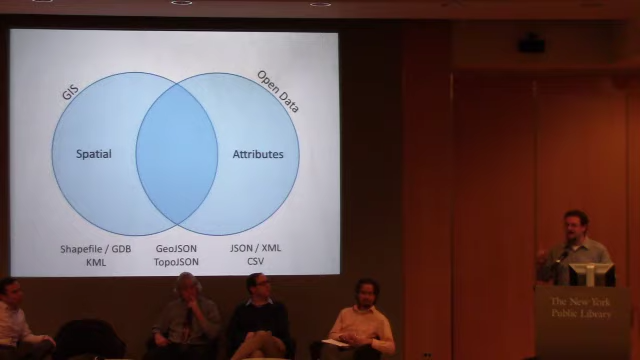 GIS
Open Data
Spatial
Attributes
Shapefile / GDB
KML
GeoJSON
TopoJSON
JSON / XML
CSV
The New York
Public Library